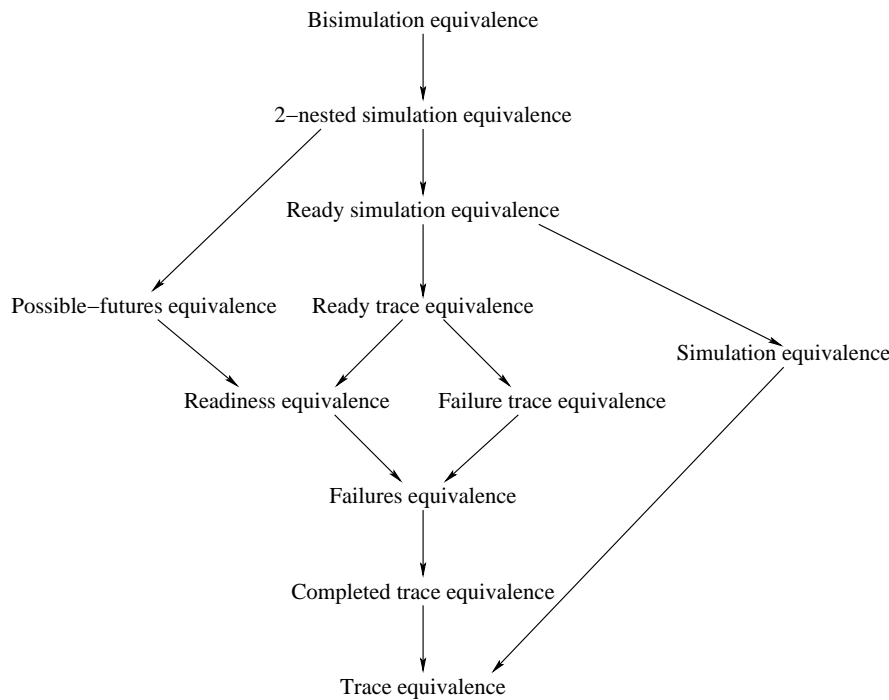 Bisimulation equivalence
2−nested simulation equivalence
Ready simulation equivalence
Possible−futures equivalence
Ready trace equivalence
Simulation equivalence
Readiness equivalence
Failure trace equivalence
Failures equivalence
Completed trace equivalence
Trace equivalence